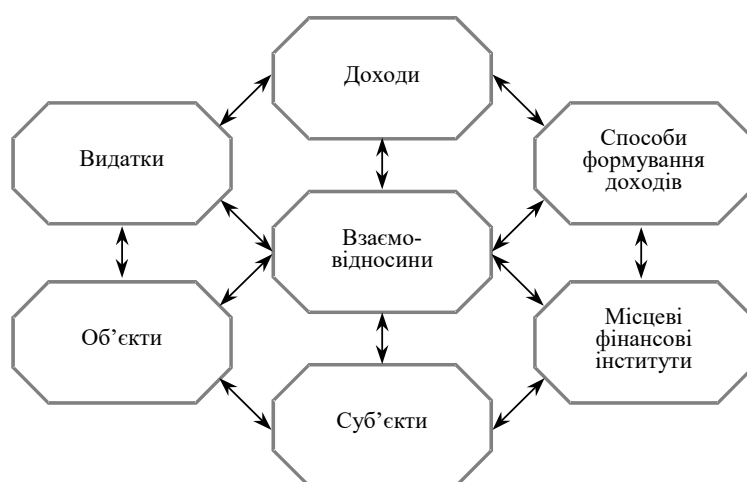 Доходи
Видатки
Способи
формування
доходів
Взаємо-
відносини
Об’єкти
Місцеві
фінансові
інститути
Суб’єкти